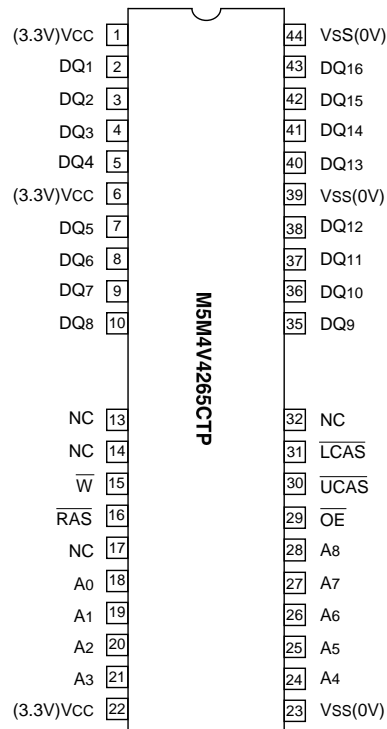 (3.3V)VCC 1 44 VSS(0V)
DQ1 2 43 DQ16
DQ2 3 42 DQ15
DQ3 4 41 DQ14
DQ4 5 40 DQ13
(3.3V)VCC 6 39 VSS(0V)
DQ5 7 38 DQ12
DQ6 8 37 DQ11
DQ7 9 36 DQ10
DQ8 10 35 DQ9
M5M4V4265CTP
NC 13 32 NC
NC 14 31 L̅C̅A̅S̅
W̅ 15 30 U̅C̅A̅S̅
R̅A̅S̅ 16 29 O̅E̅
NC 17 28 A8
A0 18 27 A7
A1 19 26 A6
A2 20 25 A5
A3 21 24 A4
(3.3V)VCC 22 23 VSS(0V)